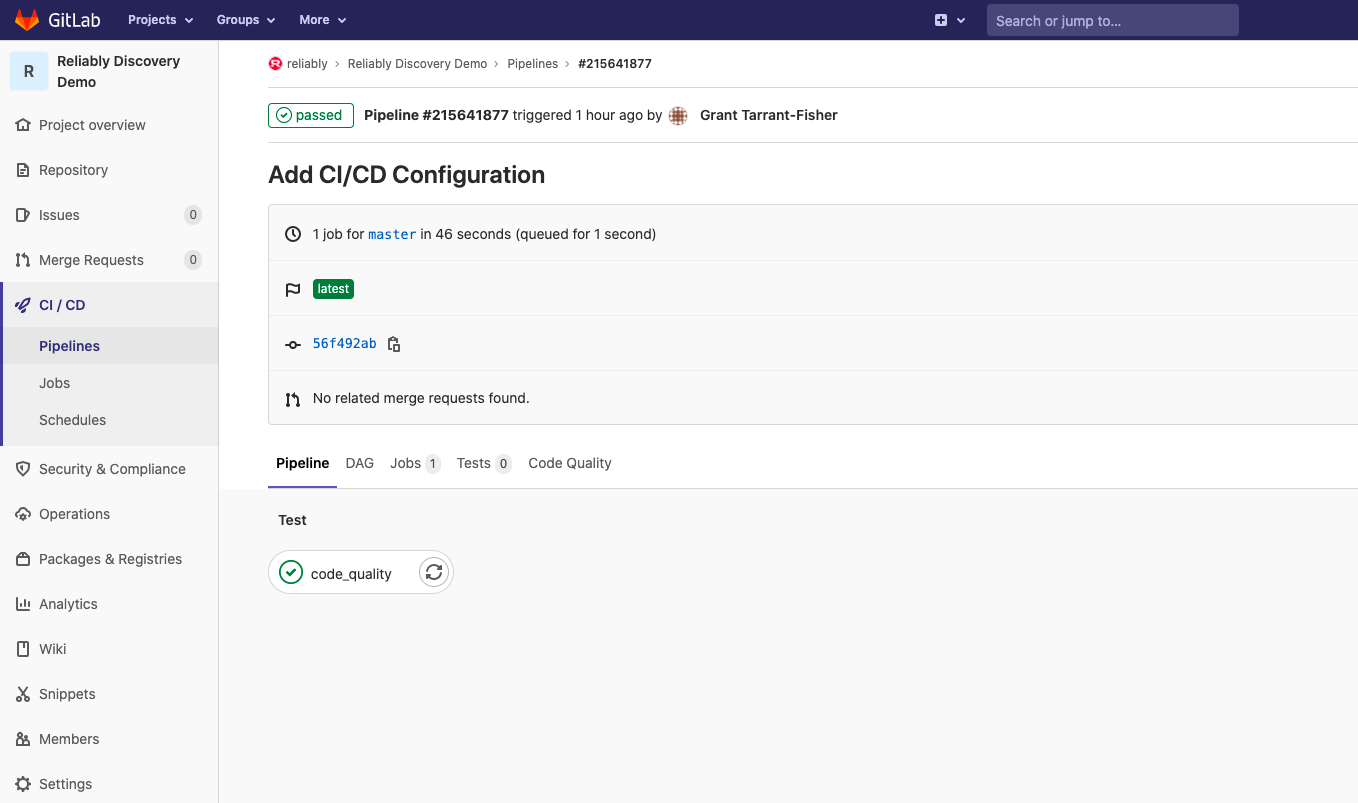 GitLab Projects Groups More Search or jump to...
R Reliably Discovery Demo
Project overview
Repository
Issues 0
Merge Requests 0
CI / CD
Pipelines
Jobs
Schedules
Security & Compliance
Operations
Packages & Registries
Analytics
Wiki
Snippets
Members
Settings
reliably › Reliably Discovery Demo › Pipelines › #215641877
passed Pipeline #215641877 triggered 1 hour ago by Grant Tarrant-Fisher
Add CI/CD Configuration
1 job for master in 46 seconds (queued for 1 second)
latest
56f492ab
No related merge requests found.
Pipeline DAG Jobs 1 Tests 0 Code Quality
Test
code_quality